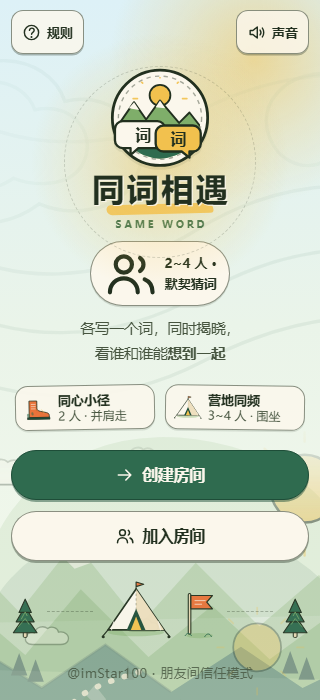 规则
声音
词
词
同词相遇
SAME WORD
2~4 人 •
默契猜词
各写一个词，同时揭晓，
看谁和谁能想到一起
同心小径
2 人 · 并肩走
营地同频
3~4 人 · 围坐
创建房间
加入房间
@imStar100 · 朋友间信任模式